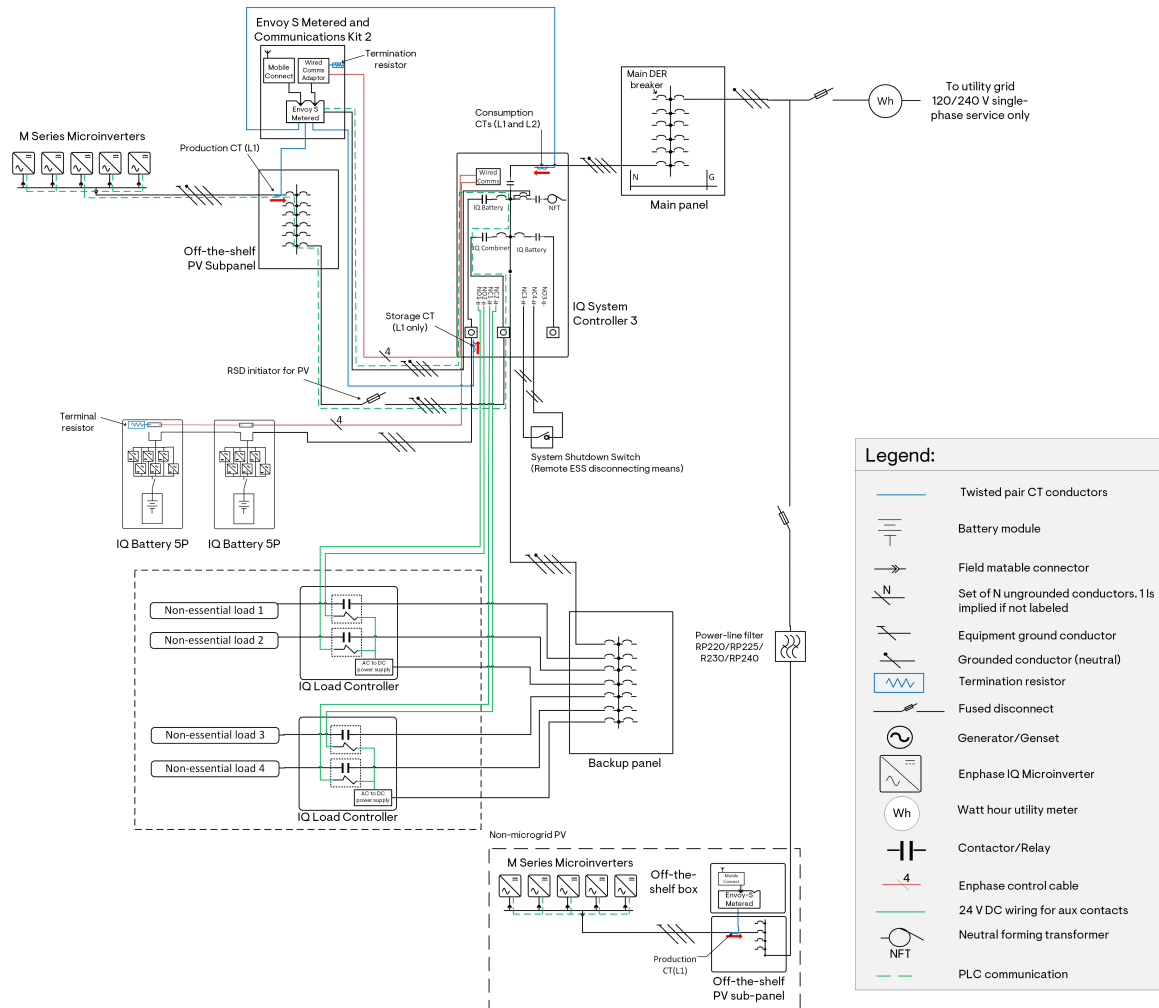 Envoy S Metered and
Communications Kit 2
Termination
resistor
Mobile
Connect
Wired
Comms
Adaptor
Envoy S
Metered
M Series Microinverters
Production CT (L1)
Off-the-shelf
PV Subpanel
Consumption
CTs (L1 and L2)
Wired
Comms
IQ Battery
NFT
IQ Combiner
IQ Battery
NO1
NO2
NC1
NC2
NC3
NC4
NO3
IQ System
Controller 3
Main DER
breaker
N
G
Main panel
Wh
To utility grid
120/240 V single-
phase service only
Storage CT
(L1 only)
4
RSD initiator for PV
Terminal
resistor
4
System Shutdown Switch
(Remote ESS disconnecting means)
IQ Battery 5P
IQ Battery 5P
Non-essential load 1
Non-essential load 2
AC to DC
power supply
IQ Load Controller
Non-essential load 3
Non-essential load 4
AC to DC
power supply
IQ Load Controller
Backup panel
Power-line filter
RP220/RP225/
R230/RP240
Non-microgrid PV
M Series Microinverters
Off-the-
shelf box
Mobile
Connect
Envoy-S
Metered
Production
CT(L1)
Off-the-shelf
PV sub-panel
Legend:
Twisted pair CT conductors
Battery module
Field matable connector
N
Set of N ungrounded conductors. 1 Is
implied if not labeled
Equipment ground conductor
Grounded conductor (neutral)
Termination resistor
Fused disconnect
Generator/Genset
Enphase IQ Microinverter
Wh
Watt hour utility meter
Contactor/Relay
4
Enphase control cable
24 V DC wiring for aux contacts
Neutral forming transformer
NFT
PLC communication